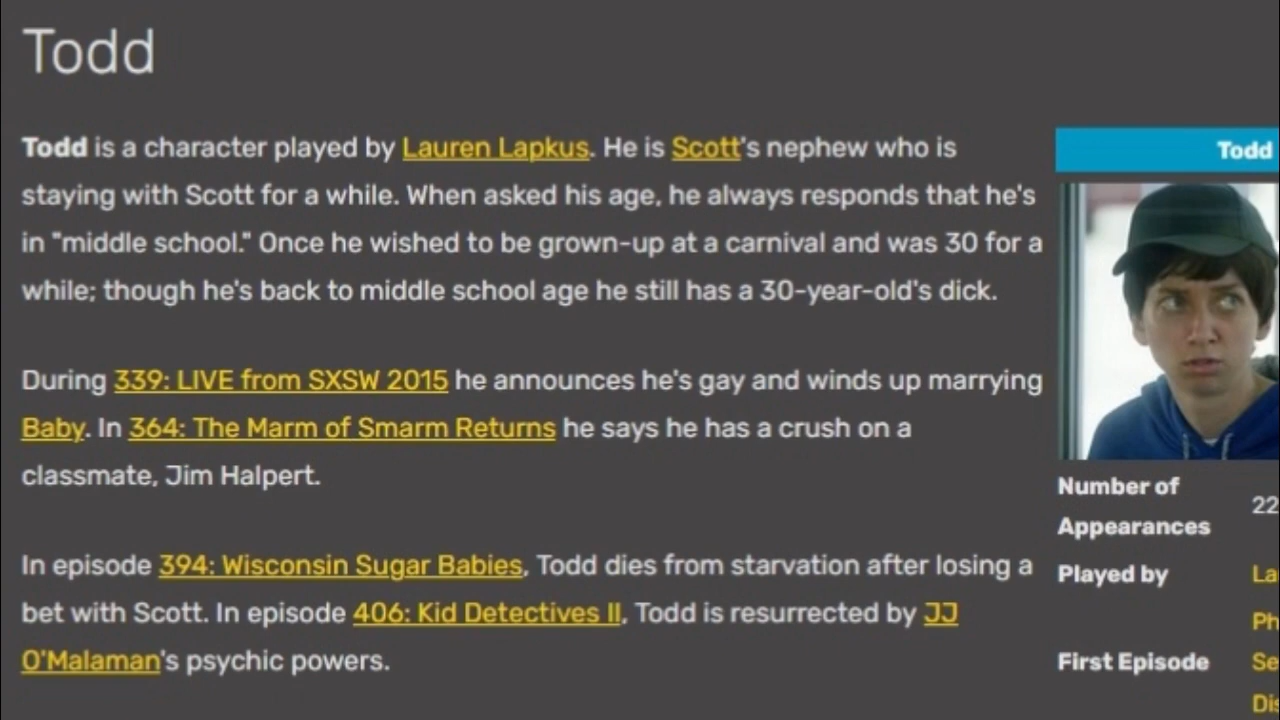 Todd
Todd is a character played by Lauren Lapkus. He is Scott's nephew who is
staying with Scott for a while. When asked his age, he always responds that he's
in "middle school." Once he wished to be grown-up at a carnival and was 30 for a
while; though he's back to middle school age he still has a 30-year-old's dick.
During 339: LIVE from SXSW 2015 he announces he's gay and winds up marrying
Baby. In 364: The Marm of Smarm Returns he says he has a crush on a
classmate, Jim Halpert.
In episode 394: Wisconsin Sugar Babies, Todd dies from starvation after losing a
bet with Scott. In episode 406: Kid Detectives II, Todd is resurrected by JJ
O'Malaman's psychic powers.
Todd
Number of
Appearances
22
Played by
La
Ph
First Episode
Se
Dis